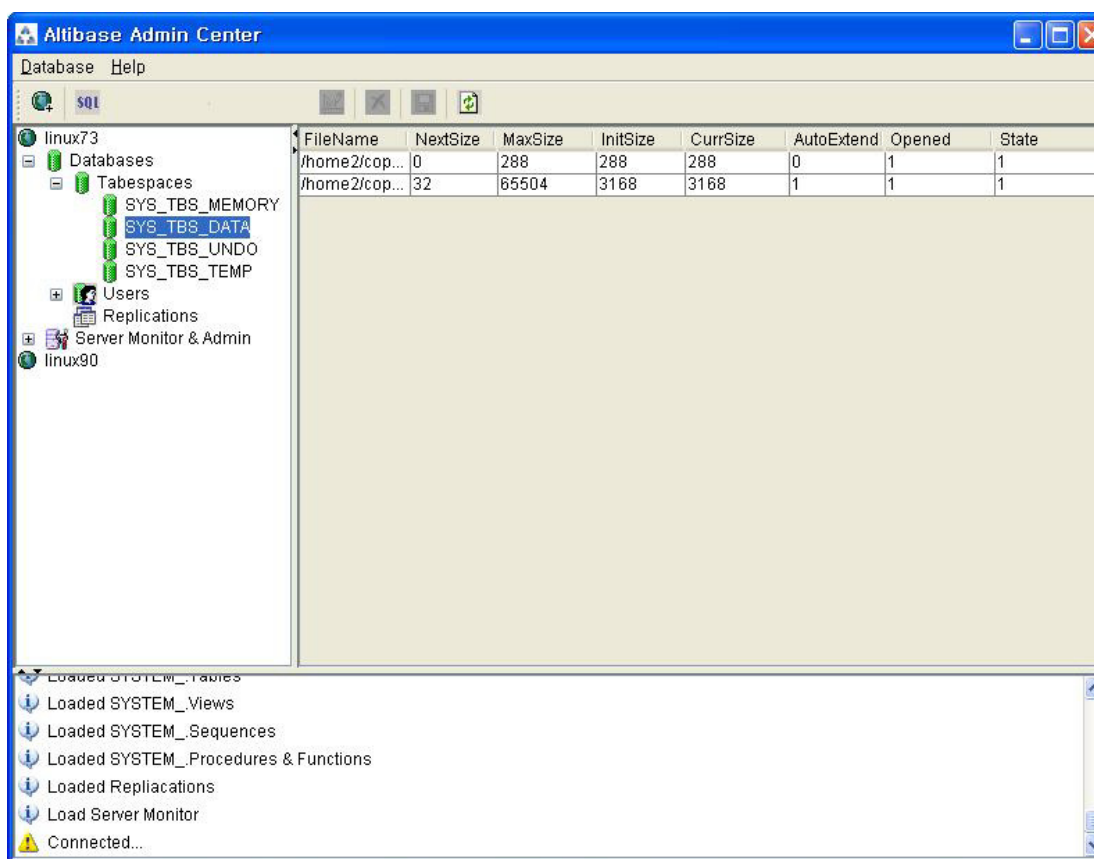 Altibase Admin Center
Database Help
SQL
linux73
Databases
Tabespaces
SYS_TBS_MEMORY
SYS_TBS_DATA
SYS_TBS_UNDO
SYS_TBS_TEMP
Users
Replications
Server Monitor & Admin
linux90
FileName NextSize MaxSize InitSize CurrSize AutoExtend Opened State
/home2/cop... 0 288 288 288 0 1 1
/home2/cop... 32 65504 3168 3168 1 1 1
Loaded SYSTEM_.Tables
Loaded SYSTEM_.Views
Loaded SYSTEM_.Sequences
Loaded SYSTEM_.Procedures & Functions
Loaded Repliacations
Load Server Monitor
Connected...